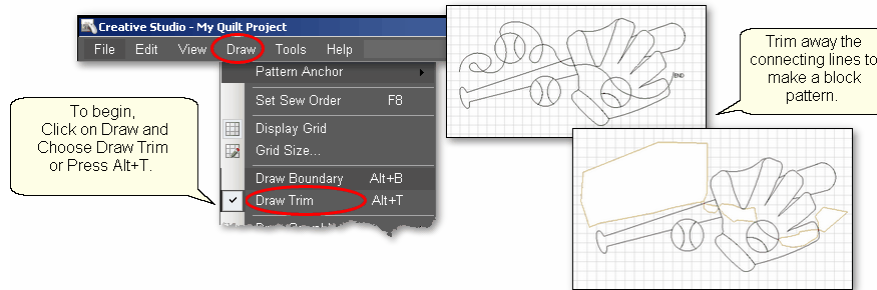 Creative Studio - My Quilt Project
File Edit View Draw Tools Help
Pattern Anchor
Set Sew Order F8
Display Grid
Grid Size...
Draw Boundary Alt+B
Draw Trim Alt+T
To begin,
Click on Draw and
Choose Draw Trim
or Press Alt+T.
END
Trim away the
connecting lines to
make a block
pattern.